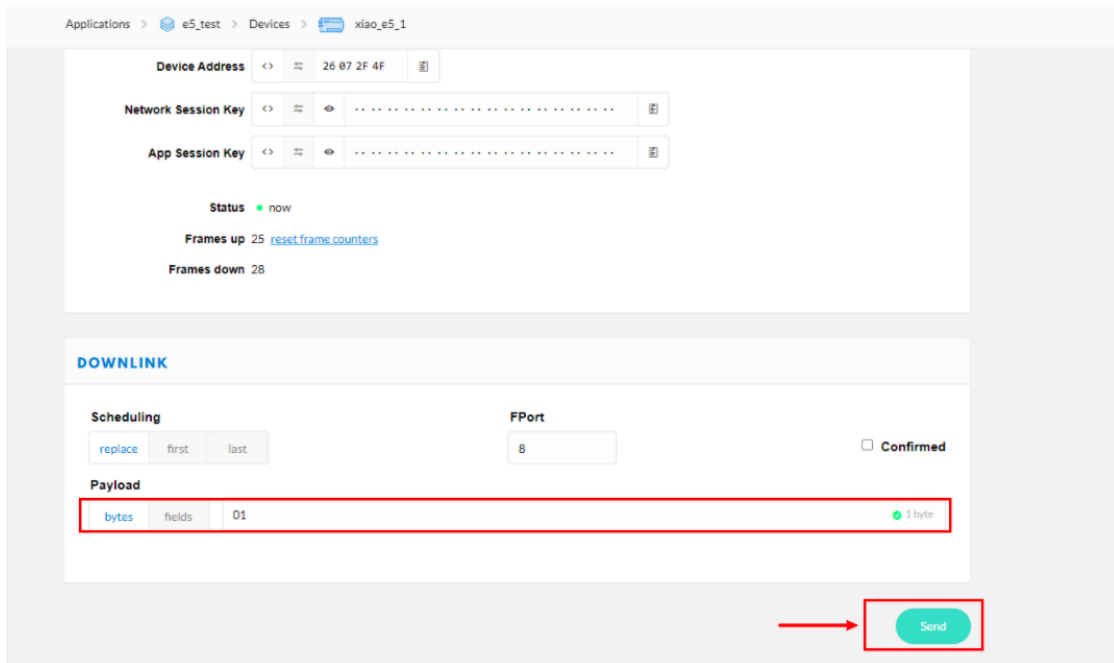 Applications > e5_test > Devices > xiao_e5_1
Device Address <> 26 07 2F 4F
Network Session Key <>
App Session Key <>
Status now
Frames up 25 reset frame counters
Frames down 28
DOWNLINK
Scheduling FPort
replace first last 8 Confirmed
Payload
bytes fields 01 1 byte
Send